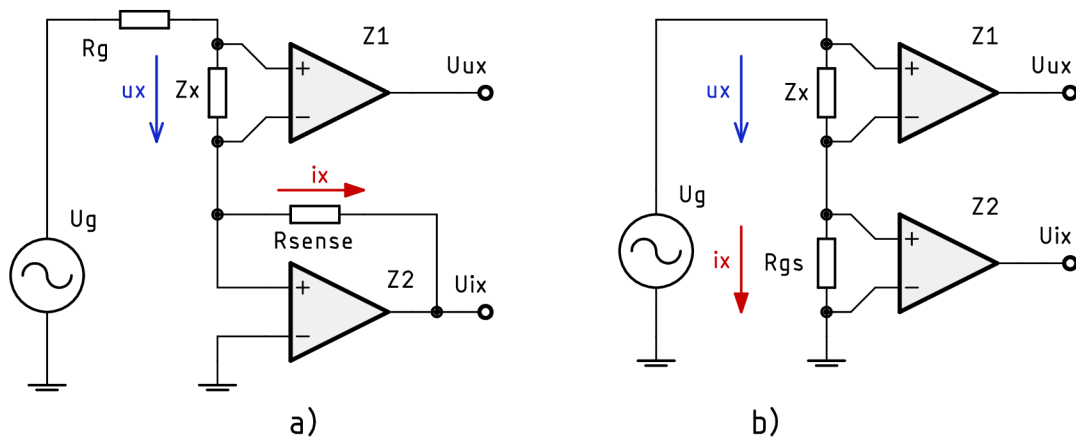 Rg
Z1
Uux
ux
Zx
+
−
ix
Rsense
Ug
Z2
Uix
+
−
a)
Z1
Uux
ux
Zx
+
−
Ug
Z2
Uix
ix
Rgs
+
−
b)